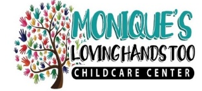 MONIQUE'S
LOVING HANDS TOO
CHILDCARE CENTER